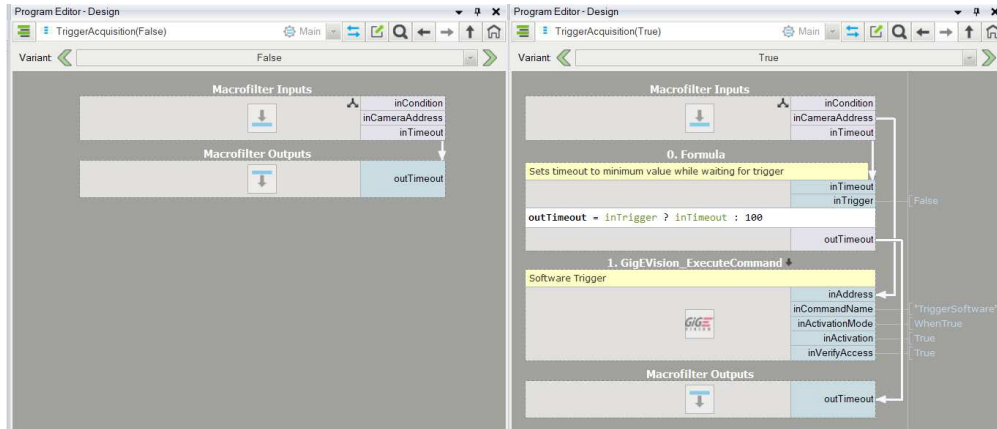 Program Editor - Design
TriggerAcquisition(False)
Main
Variant
False
Macrofilter Inputs
inCondition
inCameraAddress
inTimeout
Macrofilter Outputs
outTimeout
Program Editor - Design
TriggerAcquisition(True)
Main
Variant
True
Macrofilter Inputs
inCondition
inCameraAddress
inTimeout
0. Formula
Sets timeout to minimum value while waiting for trigger
inTimeout
inTrigger
False
outTimeout = inTrigger ? inTimeout : 100
outTimeout
1. GigEVision_ExecuteCommand
Software Trigger
inAddress
inCommandName
"TriggerSoftware"
GIGE
VISION
inActivationMode
WhenTrue
inActivation
True
inVerifyAccess
True
Macrofilter Outputs
outTimeout